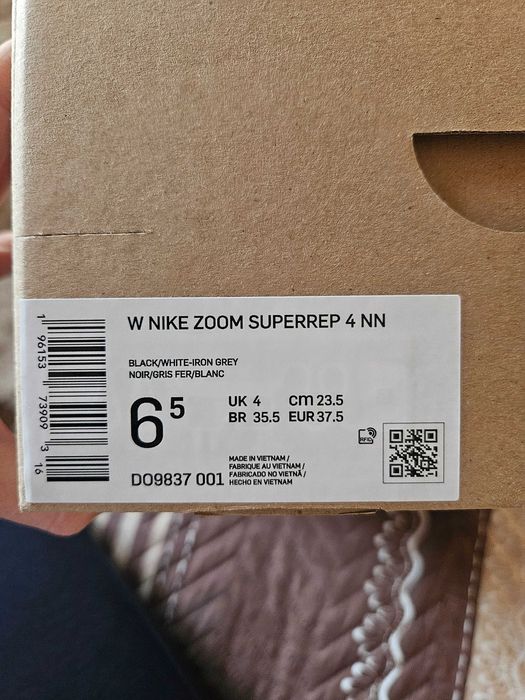 W NIKE ZOOM SUPERREP 4 NN
BLACK/WHITE-IRON GREY
NOIR/GRIS FER/BLANC
6⁵
UK 4 cm 23.5
BR 35.5 EUR 37.5
RFID
DO9837 001
MADE IN VIETNAM /
FABRIQUE AU VIETNAM /
FABRICADO NO VIETNÃ /
HECHO EN VIETNAM
1 96153 73909 3 16